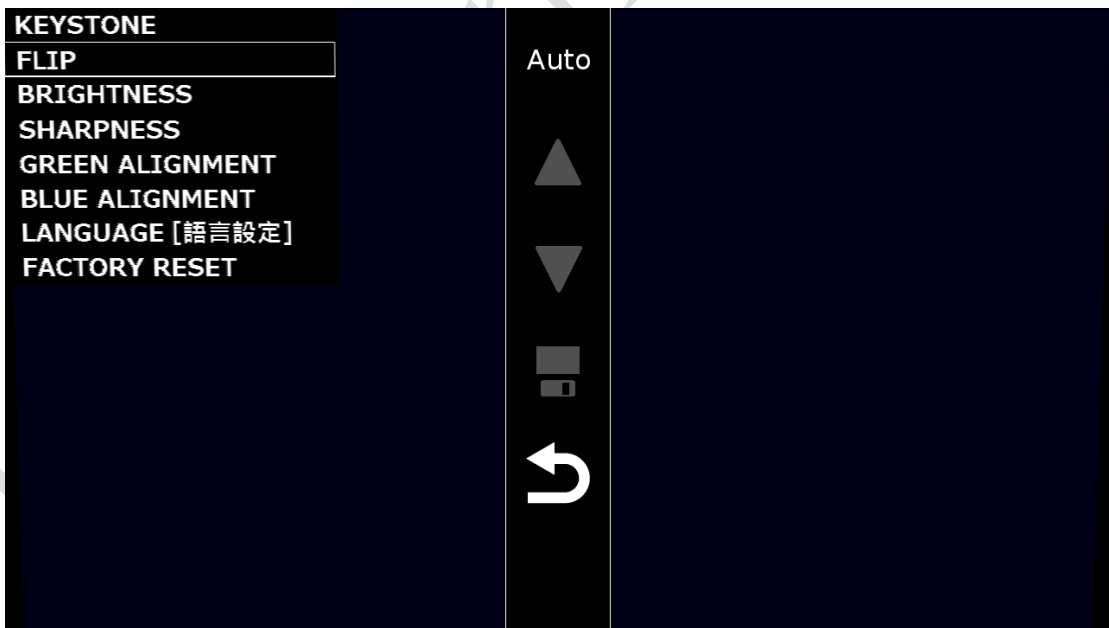 KEYSTONE
FLIP
BRIGHTNESS
SHARPNESS
GREEN ALIGNMENT
BLUE ALIGNMENT
LANGUAGE [語言設定]
FACTORY RESET
Auto